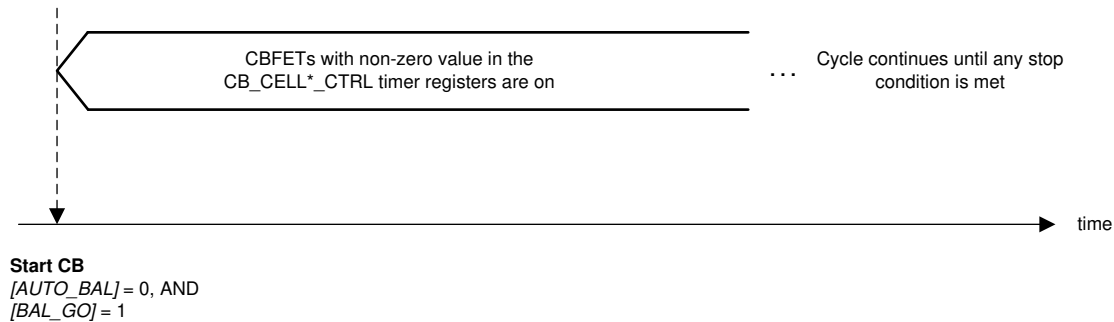 CBFETs with non-zero value in the
CB_CELL*_CTRL timer registers are on
...
Cycle continues until any stop
condition is met
time
Start CB
[AUTO_BAL] = 0, AND
[BAL_GO] = 1